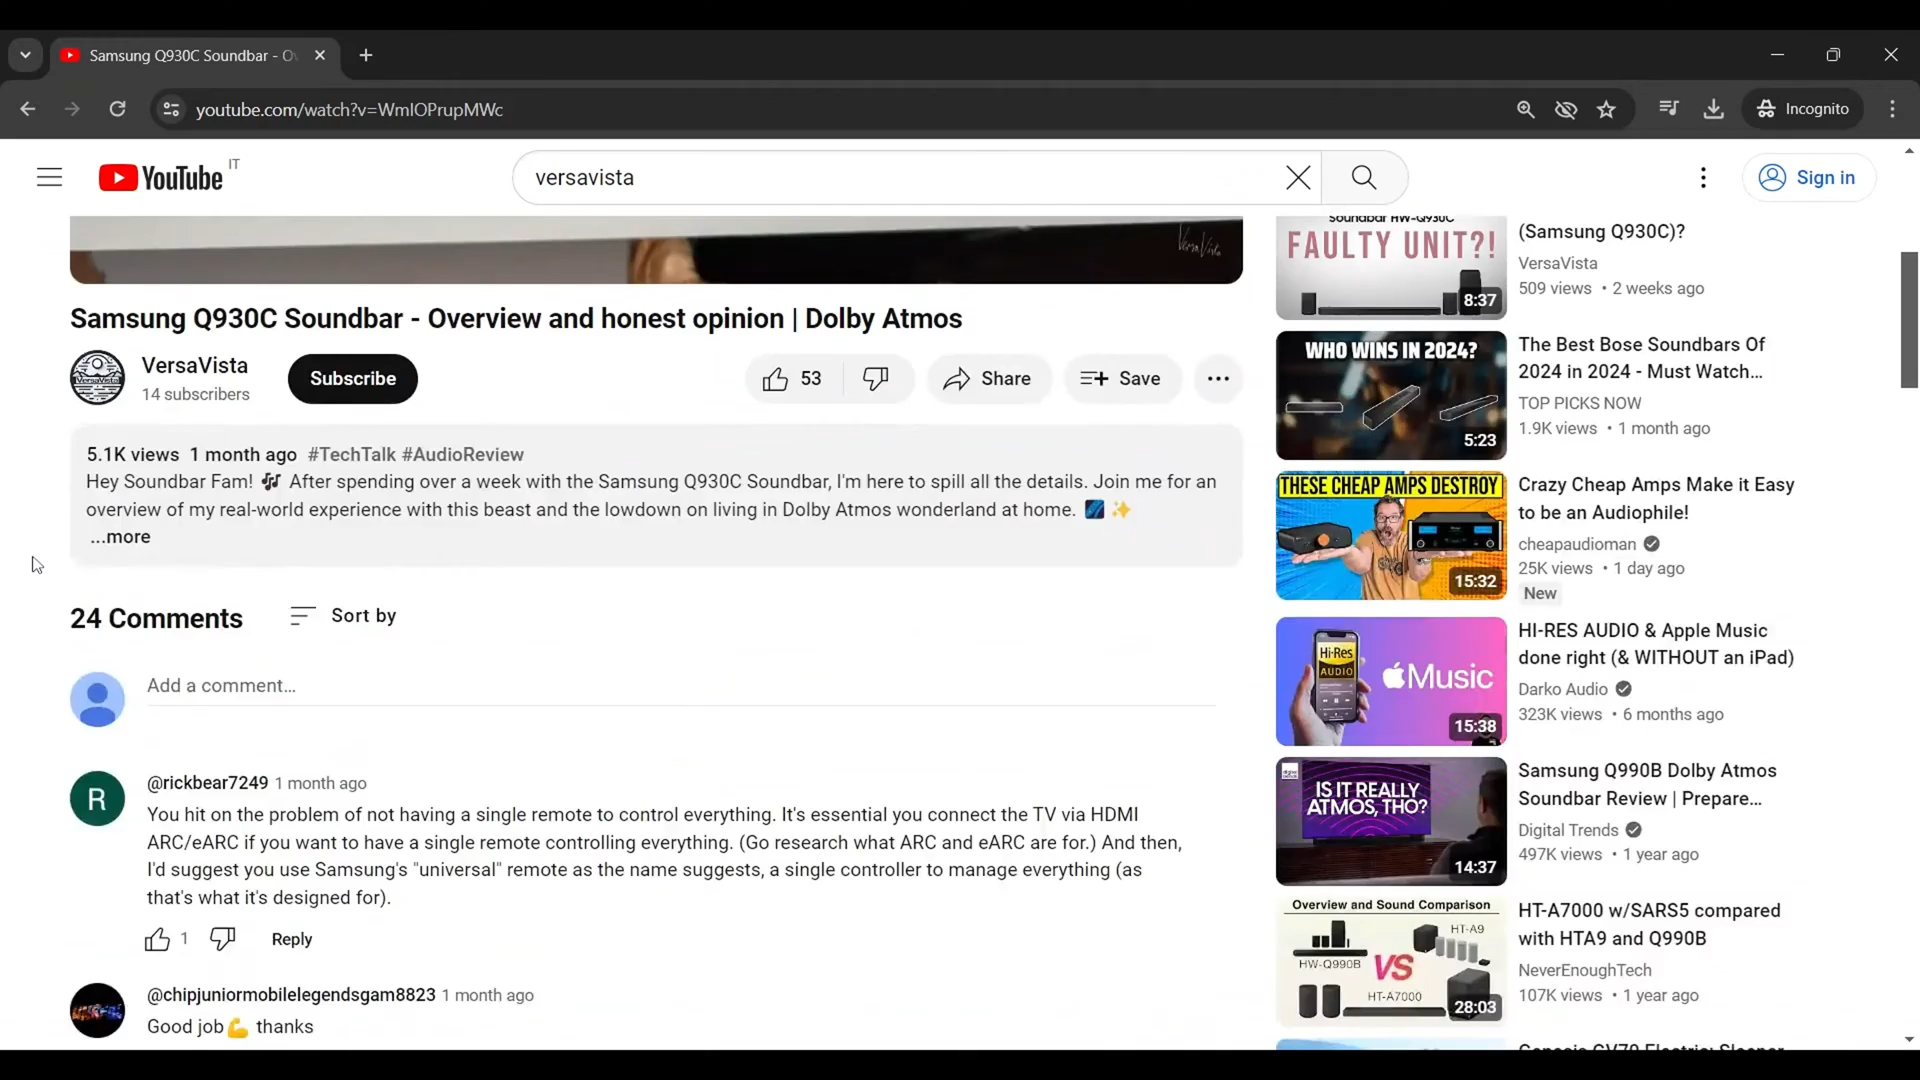 Samsung Q930C Soundbar - O
youtube.com/watch?v=WmIOPrupMWc
Incognito
YouTube
IT
versavista
Sign in
VersaVista
Samsung Q930C Soundbar - Overview and honest opinion | Dolby Atmos
VersaVista
VersaVista
14 subscribers
Subscribe
53
Share
Save
5.1K views 1 month ago #TechTalk #AudioReview
Hey Soundbar Fam! 🎶 After spending over a week with the Samsung Q930C Soundbar, I'm here to spill all the details. Join me for an
overview of my real-world experience with this beast and the lowdown on living in Dolby Atmos wonderland at home. 🌌 ✨
...more
24 Comments
Sort by
Add a comment...
R
@rickbear7249 1 month ago
You hit on the problem of not having a single remote to control everything. It's essential you connect the TV via HDMI
ARC/eARC if you want to have a single remote controlling everything. (Go research what ARC and eARC are for.) And then,
I'd suggest you use Samsung's "universal" remote as the name suggests, a single controller to manage everything (as
that's what it's designed for).
1
Reply
@chipjuniormobilelegendsgam8823 1 month ago
Good job💪 thanks
Soundbar HW-Q930C
FAULTY UNIT?!
8:37
(Samsung Q930C)?
VersaVista
509 views • 2 weeks ago
WHO WINS IN 2024?
5:23
The Best Bose Soundbars Of
2024 in 2024 - Must Watch...
TOP PICKS NOW
1.9K views • 1 month ago
THESE CHEAP AMPS DESTROY
15:32
Crazy Cheap Amps Make it Easy
to be an Audiophile!
cheapaudioman
25K views • 1 day ago
New
Hi-Res
AUDIO
Music
15:38
HI-RES AUDIO & Apple Music
done right (& WITHOUT an iPad)
Darko Audio
323K views • 6 months ago
IS IT REALLY
ATMOS, THO?
14:37
Samsung Q990B Dolby Atmos
Soundbar Review | Prepare...
Digital Trends
497K views • 1 year ago
Overview and Sound Comparison
HT-A9
HW-Q990B
VS
HT-A7000
28:03
HT-A7000 w/SARS5 compared
with HTA9 and Q990B
NeverEnoughTech
107K views • 1 year ago
Genesis GV70 Electric: Sleeper